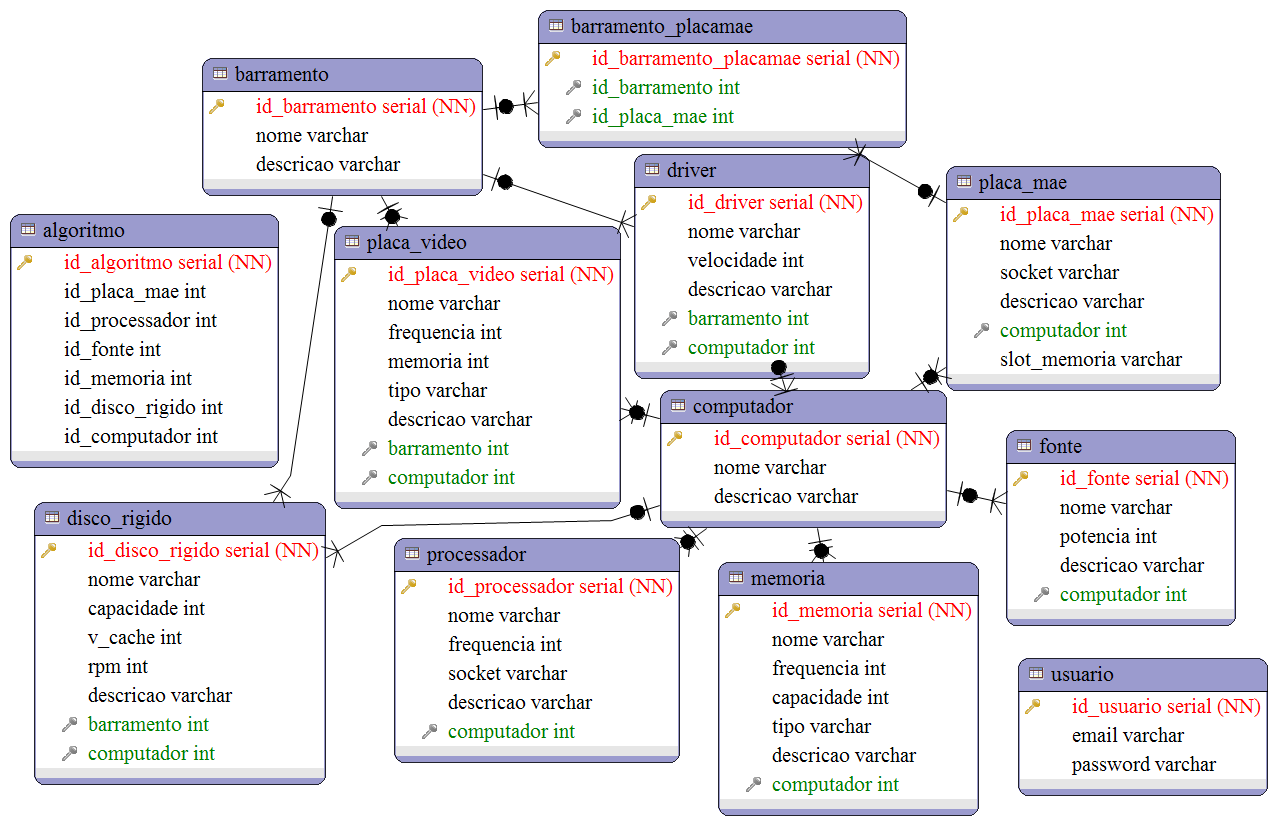 barramento_placamae
id_barramento_placamae serial (NN)
id_barramento int
id_placa_mae int
barramento
id_barramento serial (NN)
nome varchar
descricao varchar
driver
id_driver serial (NN)
nome varchar
velocidade int
descricao varchar
barramento int
computador int
placa_mae
id_placa_mae serial (NN)
nome varchar
socket varchar
descricao varchar
computador int
slot_memoria varchar
algoritmo
id_algoritmo serial (NN)
id_placa_mae int
id_processador int
id_fonte int
id_memoria int
id_disco_rigido int
id_computador int
placa_video
id_placa_video serial (NN)
nome varchar
frequencia int
memoria int
tipo varchar
descricao varchar
barramento int
computador int
computador
id_computador serial (NN)
nome varchar
descricao varchar
fonte
id_fonte serial (NN)
nome varchar
potencia int
descricao varchar
computador int
disco_rigido
id_disco_rigido serial (NN)
nome varchar
capacidade int
v_cache int
rpm int
descricao varchar
barramento int
computador int
processador
id_processador serial (NN)
nome varchar
frequencia int
socket varchar
descricao varchar
computador int
memoria
id_memoria serial (NN)
nome varchar
frequencia int
capacidade int
tipo varchar
descricao varchar
computador int
usuario
id_usuario serial (NN)
email varchar
password varchar